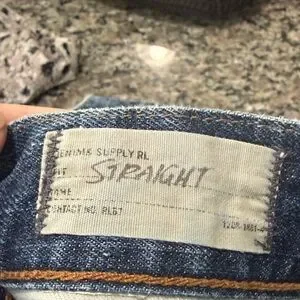 DENIM & SUPPLY RL
STRAIGHT
NAME
CONTACT NO. RL67